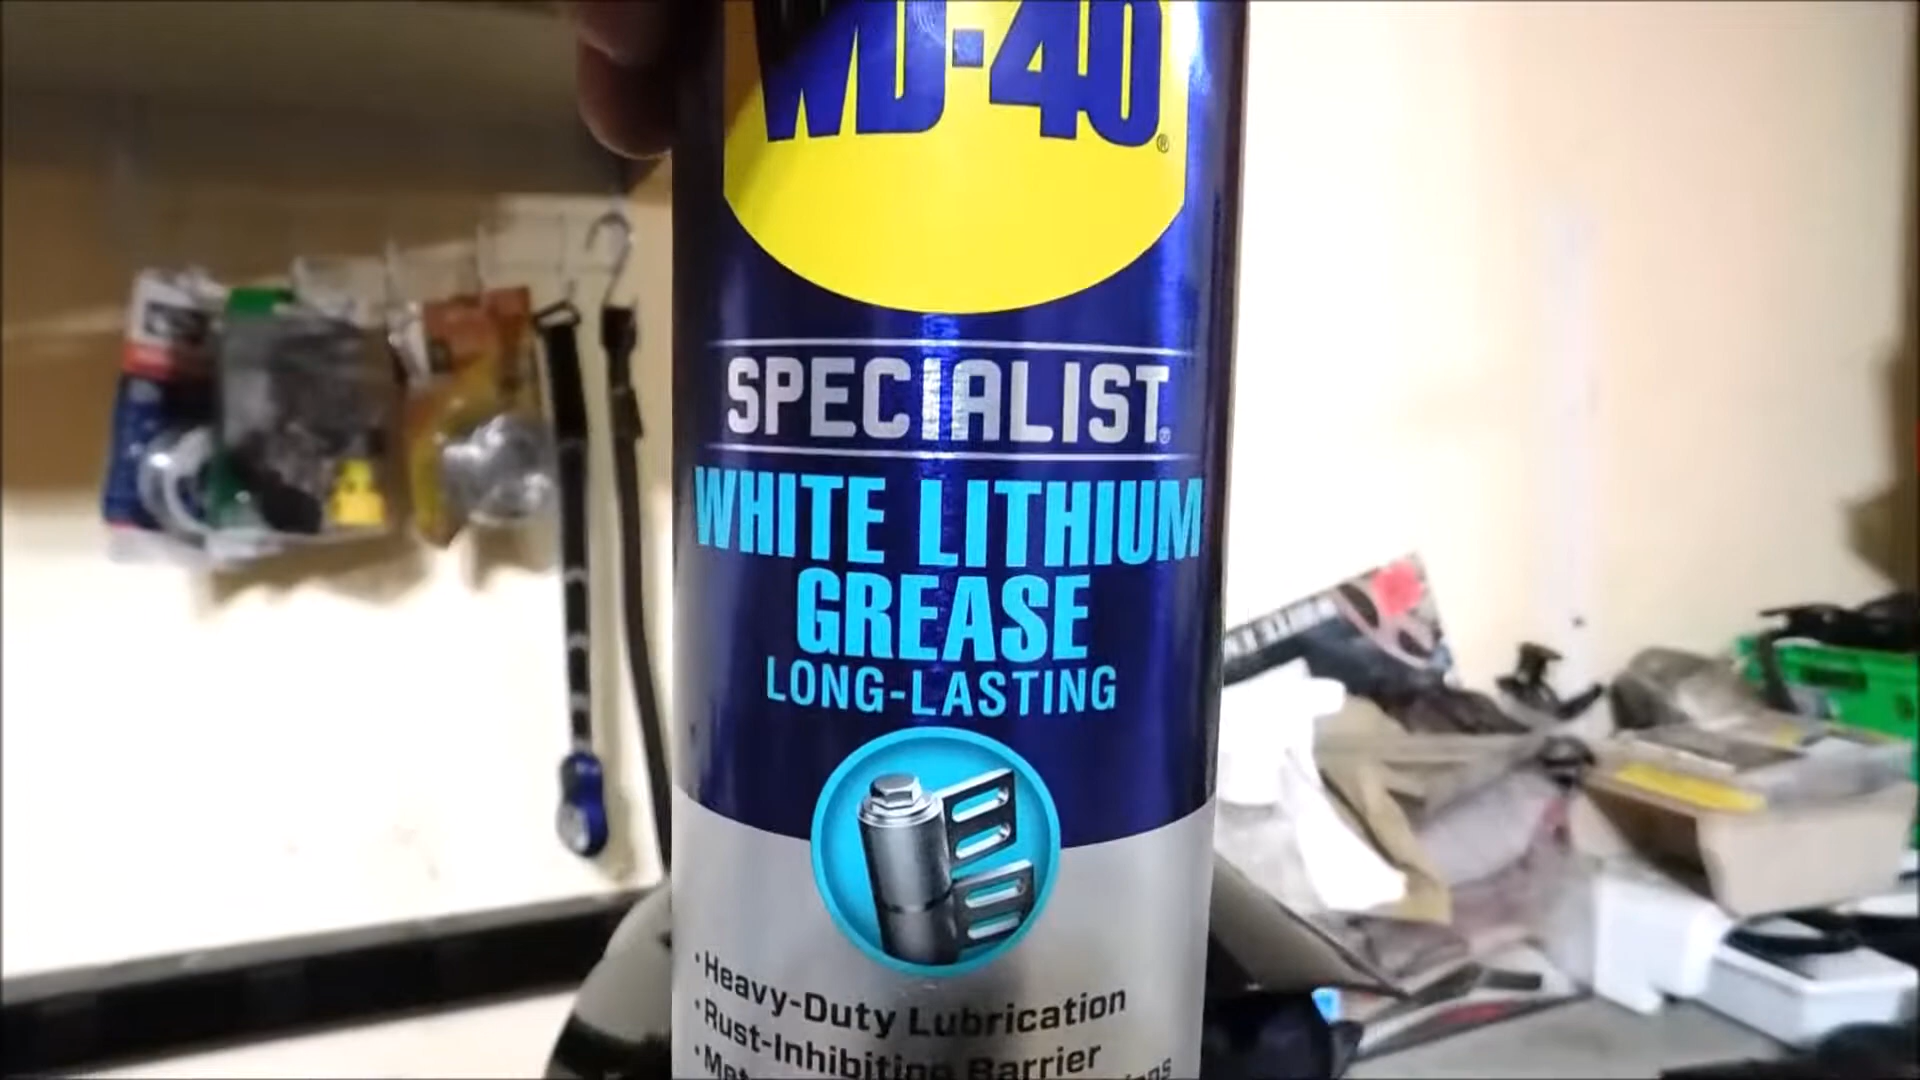 WD-40®
SPECIALIST®
WHITE LITHIUM
GREASE
LONG-LASTING
·Heavy-Duty Lubrication
·Rust-Inhibiting Barrier